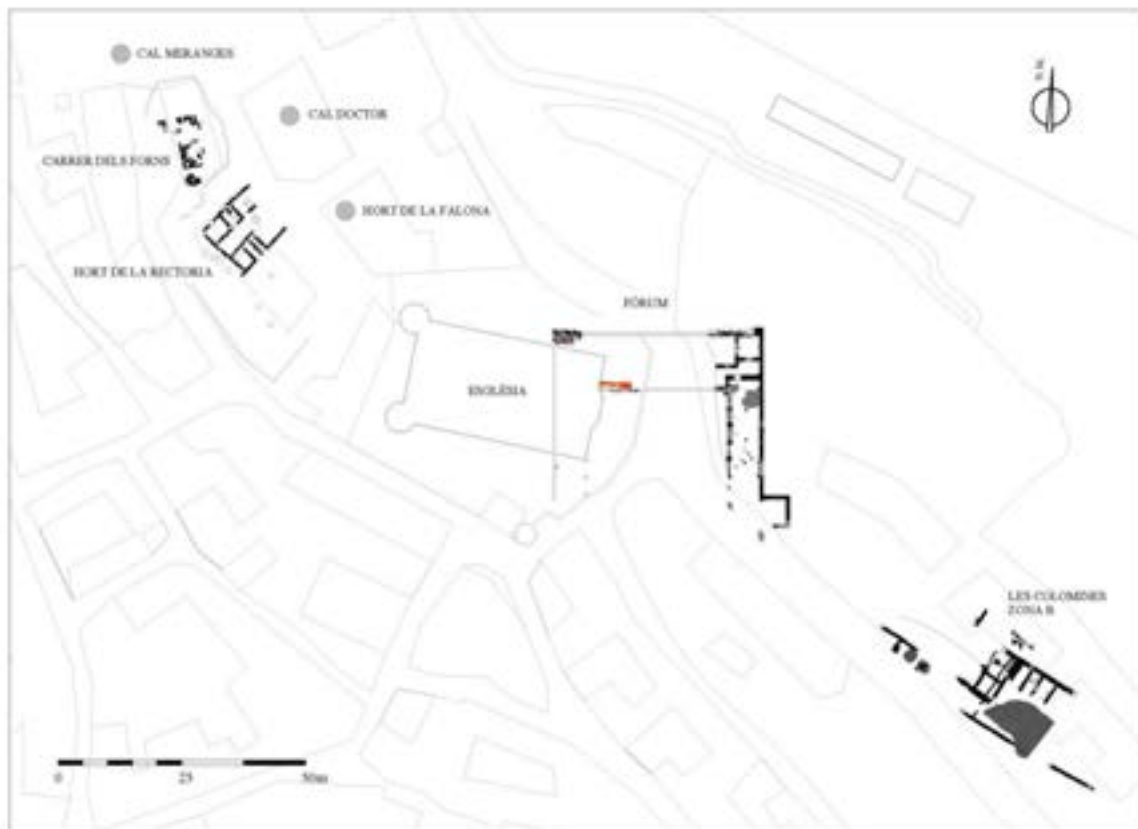 CAL MERANGES
CAL DOCTOR
CARRER DELS FORNS
HORT DE LA FALONA
HORT DE LA RECTORIA
FÒRUM
ESGLÉSIA
LES COLOMINES
ZONA B
0 25 50m